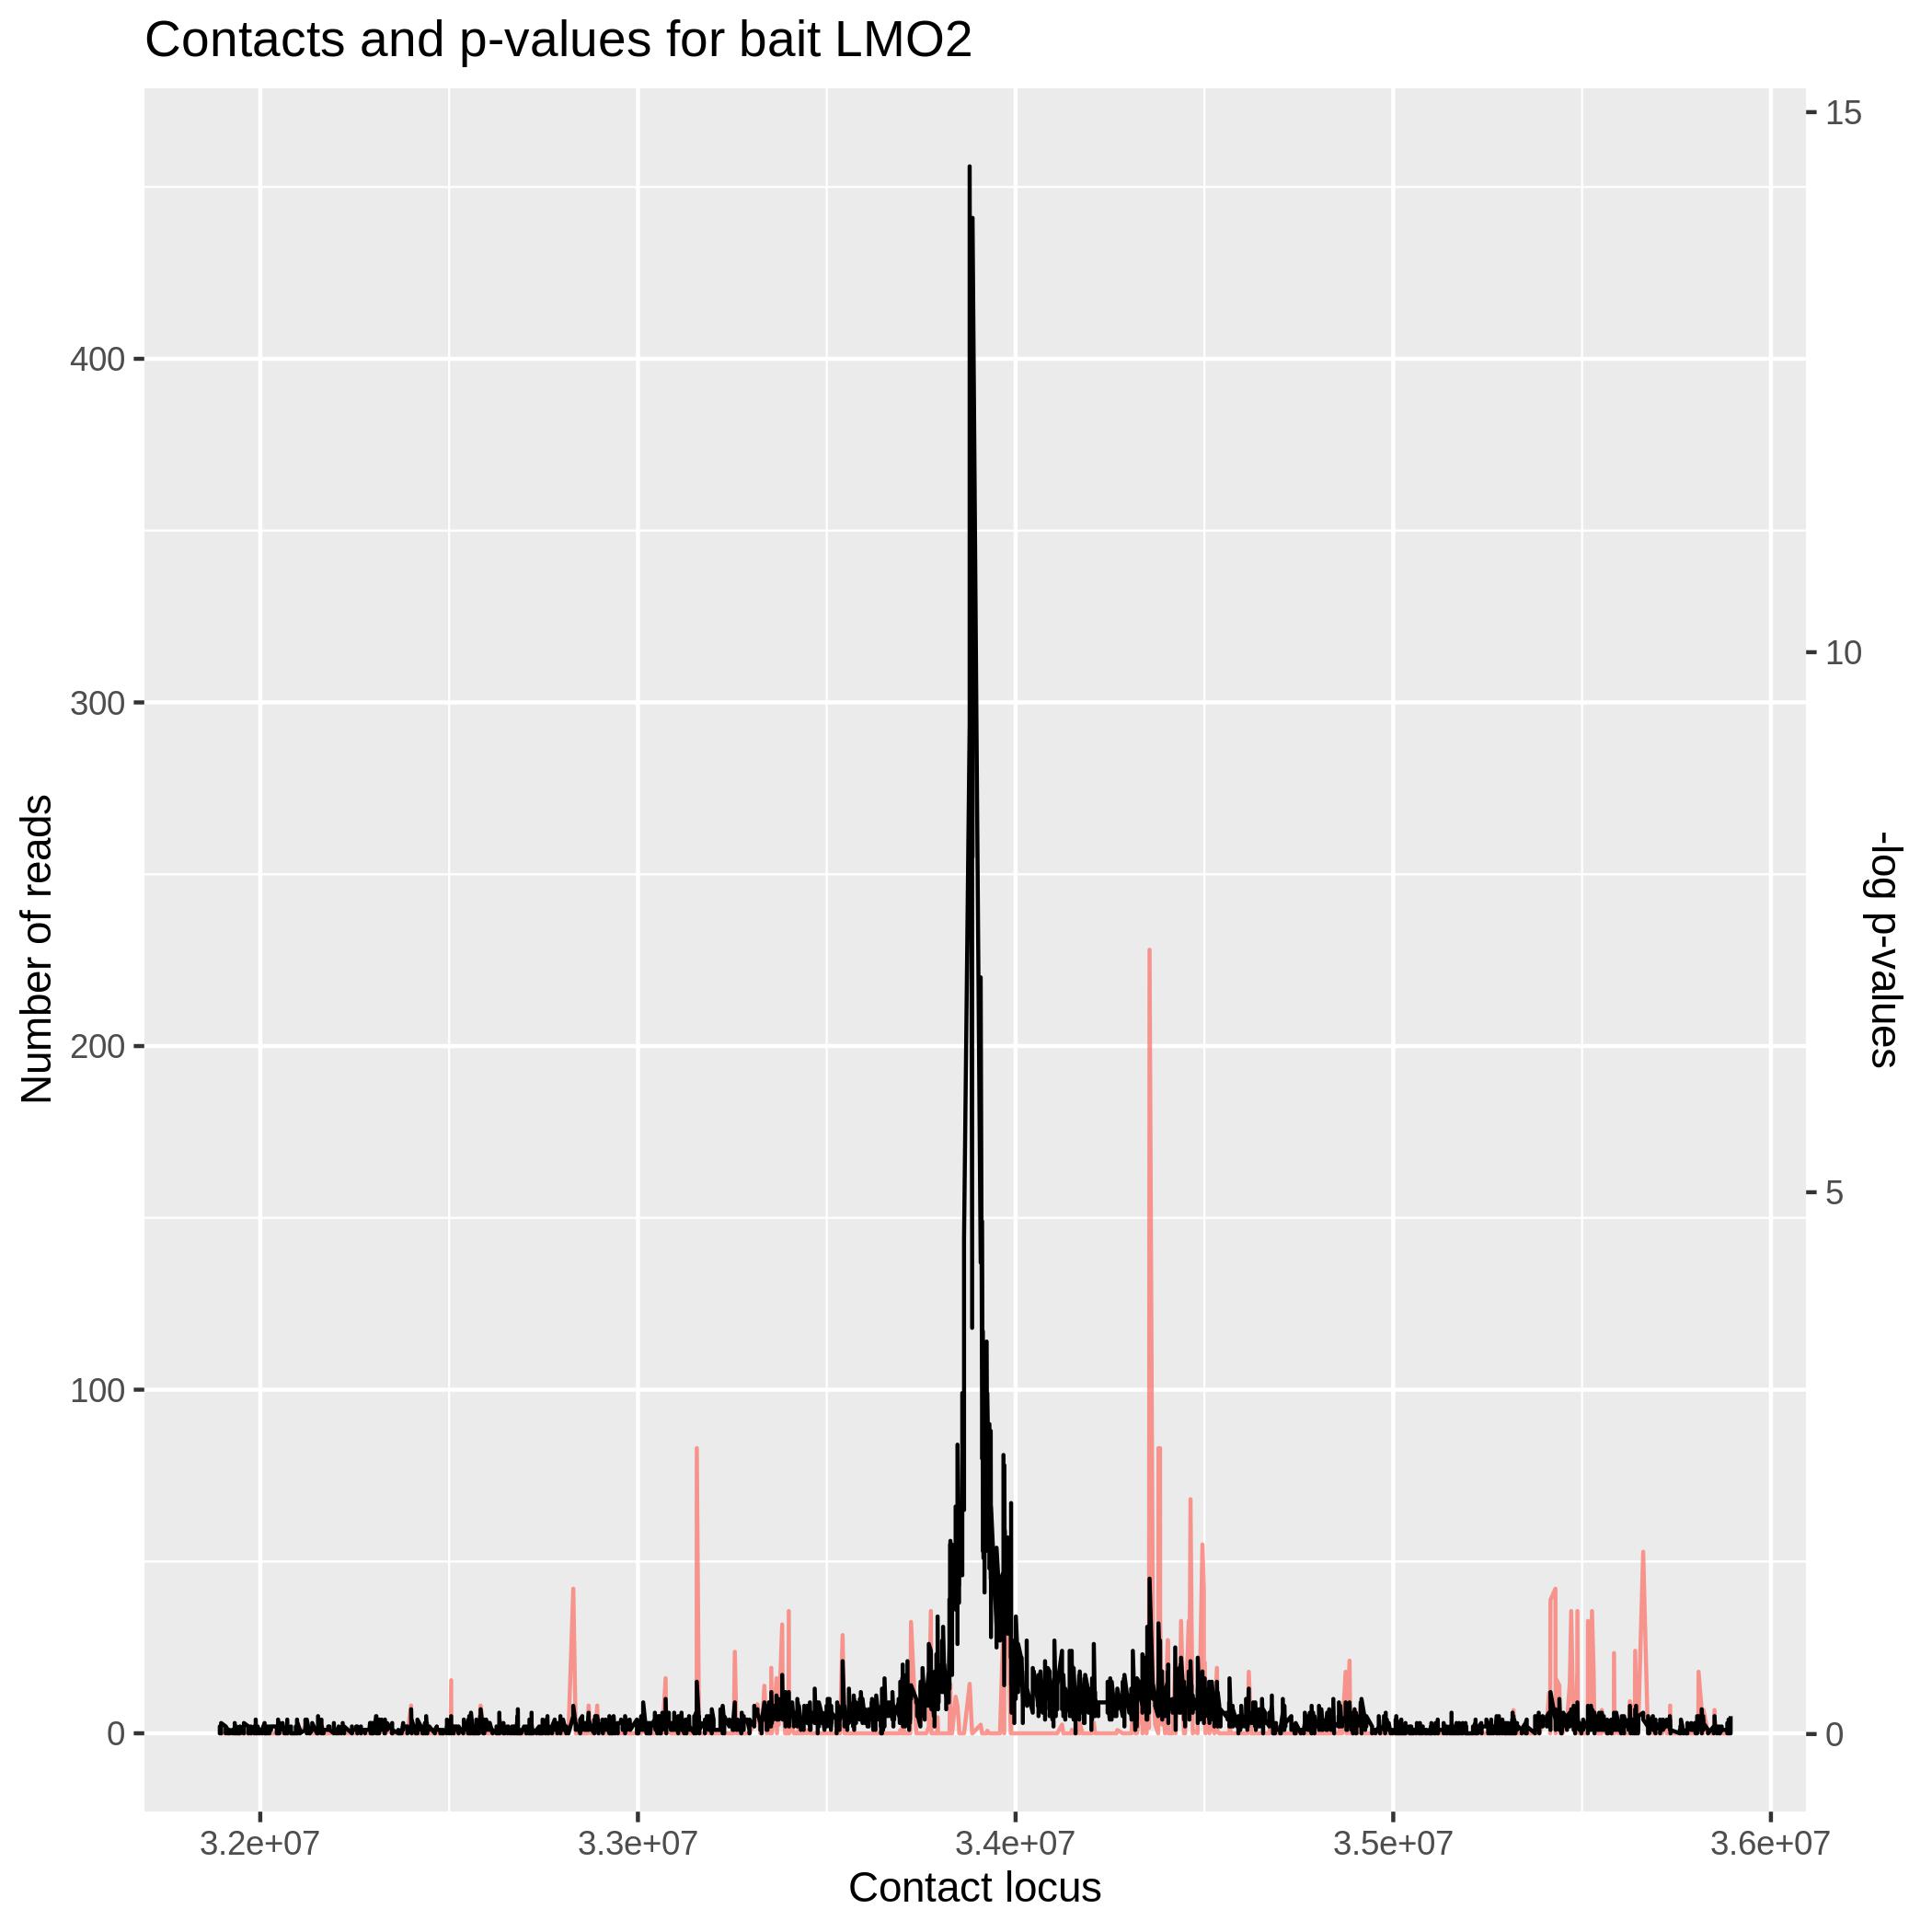 Contacts and p-values for bait LMO2
15
400
10
300
Number of reads
-log p-values
200
5
100
0
0
3.2e+07
3.3e+07
3.4e+07
3.5e+07
3.6e+07
Contact locus